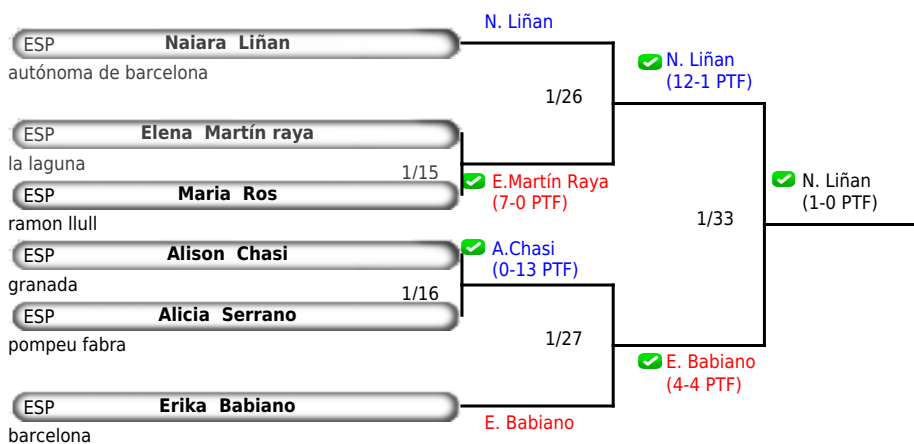 N. Liñan
ESP Naiara Liñan
autónoma de barcelona
N. Liñan
(12-1 PTF)
1/26
ESP Elena Martín raya
la laguna
1/15
E.Martín Raya
(7-0 PTF)
ESP Maria Ros
ramon llull
N. Liñan
(1-0 PTF)
1/33
ESP Alison Chasi
granada
A.Chasi
(0-13 PTF)
1/16
ESP Alicia Serrano
pompeu fabra
1/27
E. Babiano
(4-4 PTF)
ESP Erika Babiano
barcelona
E. Babiano